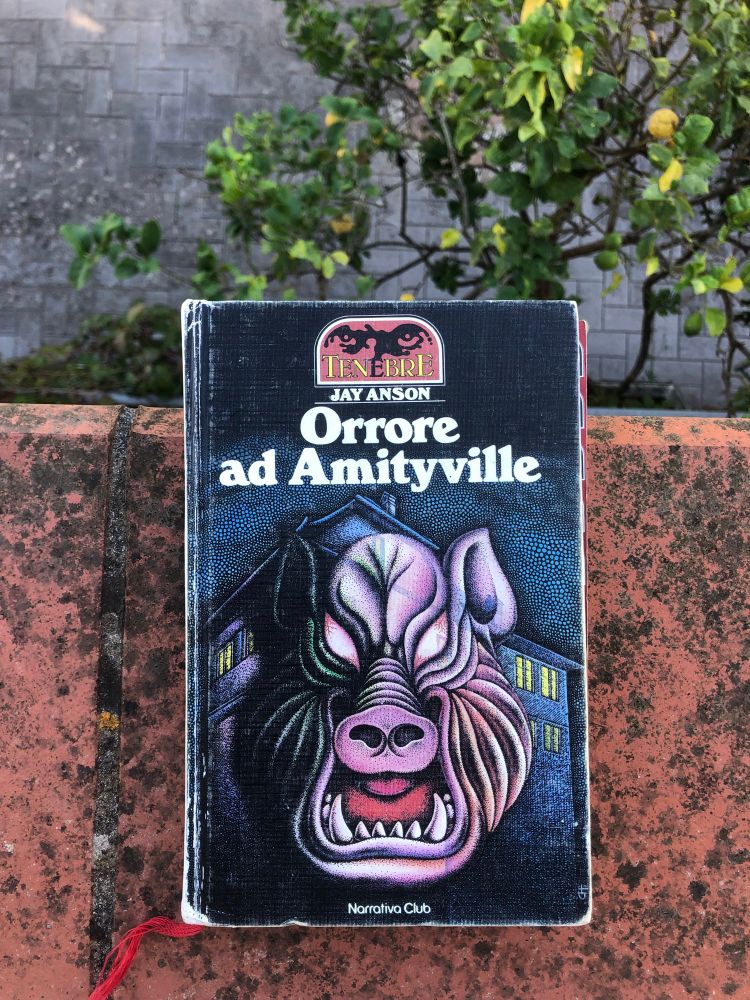 TENEBRE
JAY ANSON
Orrore
ad Amityville
Narrativa Club